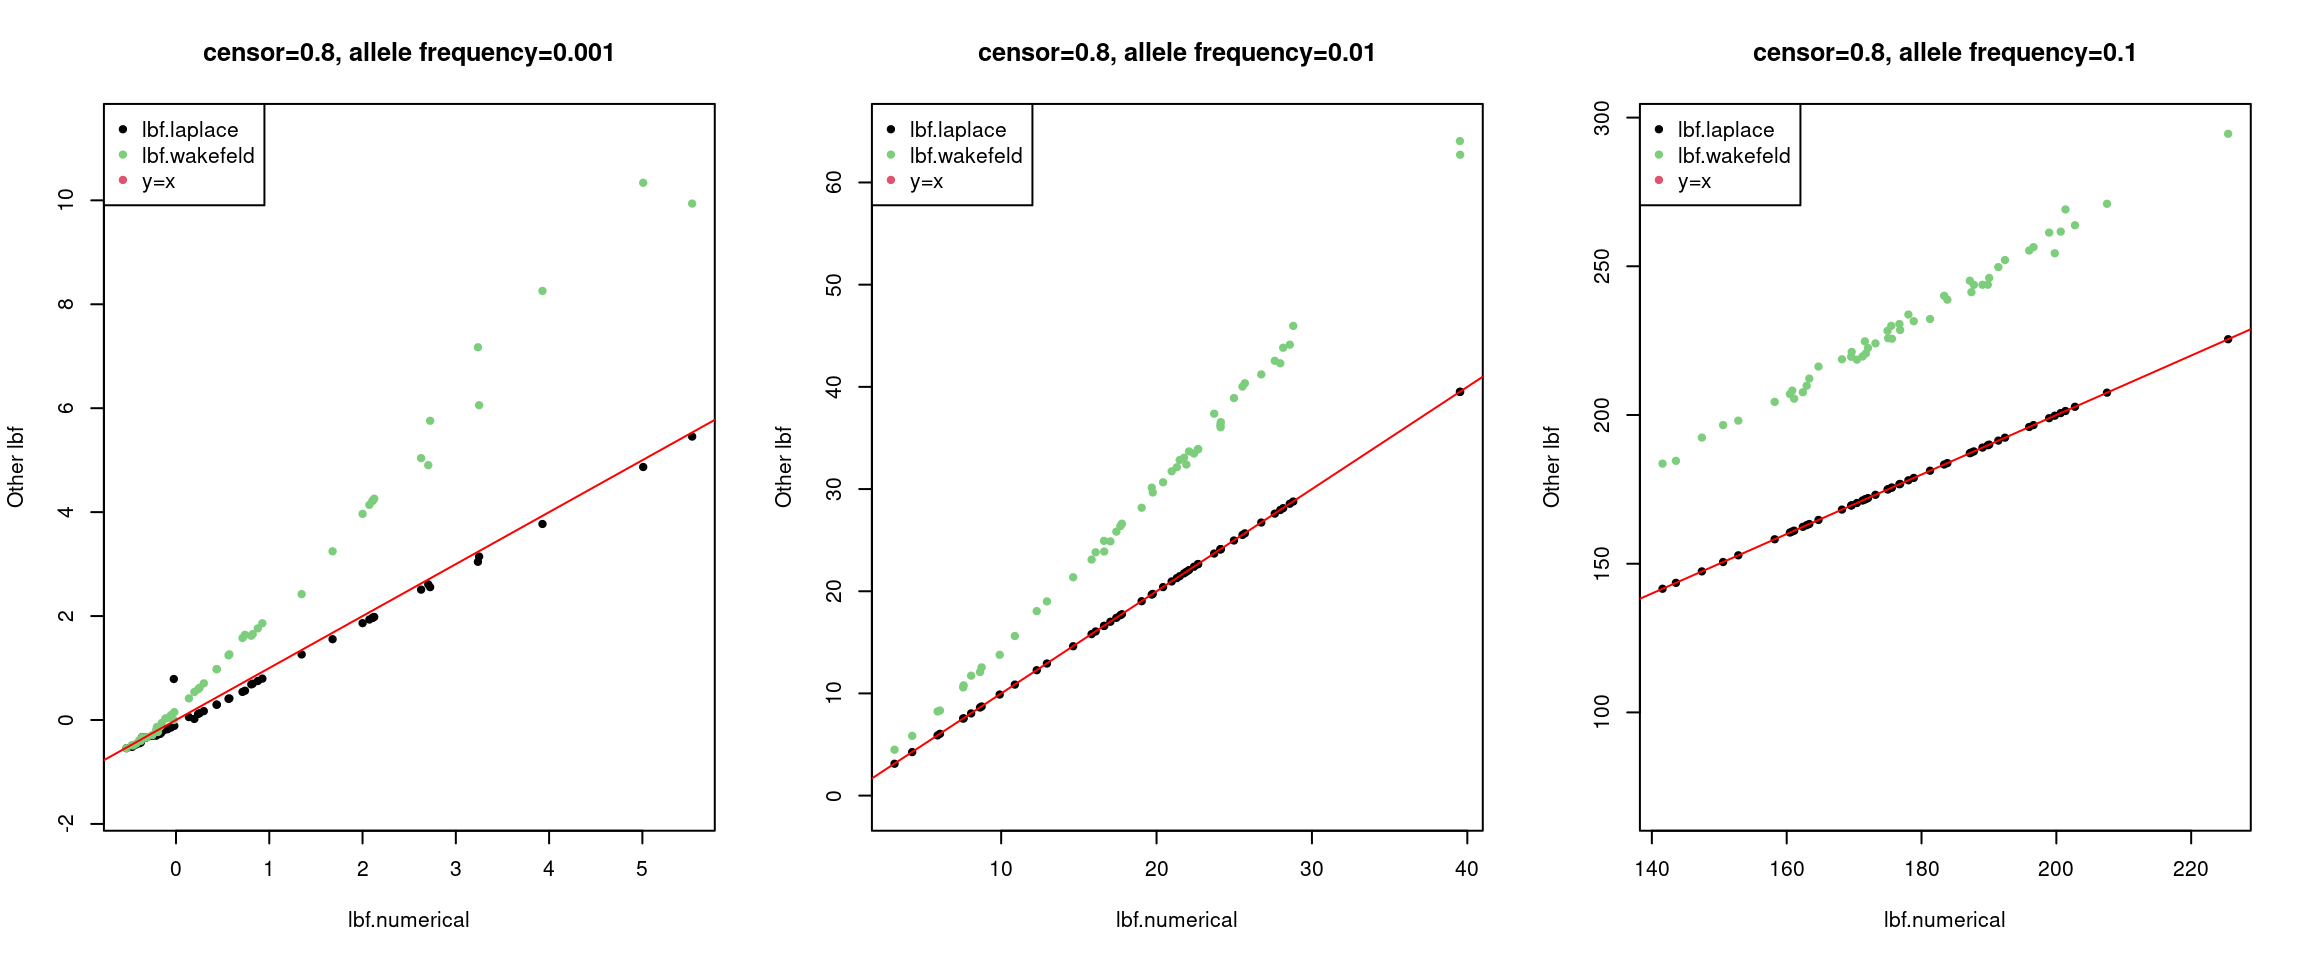 censor=0.8, allele frequency=0.001
lbf.laplace
lbf.wakefeld
y=x
Other lbf
-2
0
2
4
6
8
10
0 1 2 3 4 5
lbf.numerical
censor=0.8, allele frequency=0.01
lbf.laplace
lbf.wakefeld
y=x
Other lbf
0
10
20
30
40
50
60
10 20 30 40
lbf.numerical
censor=0.8, allele frequency=0.1
lbf.laplace
lbf.wakefeld
y=x
Other lbf
100
150
200
250
300
140 160 180 200 220
lbf.numerical